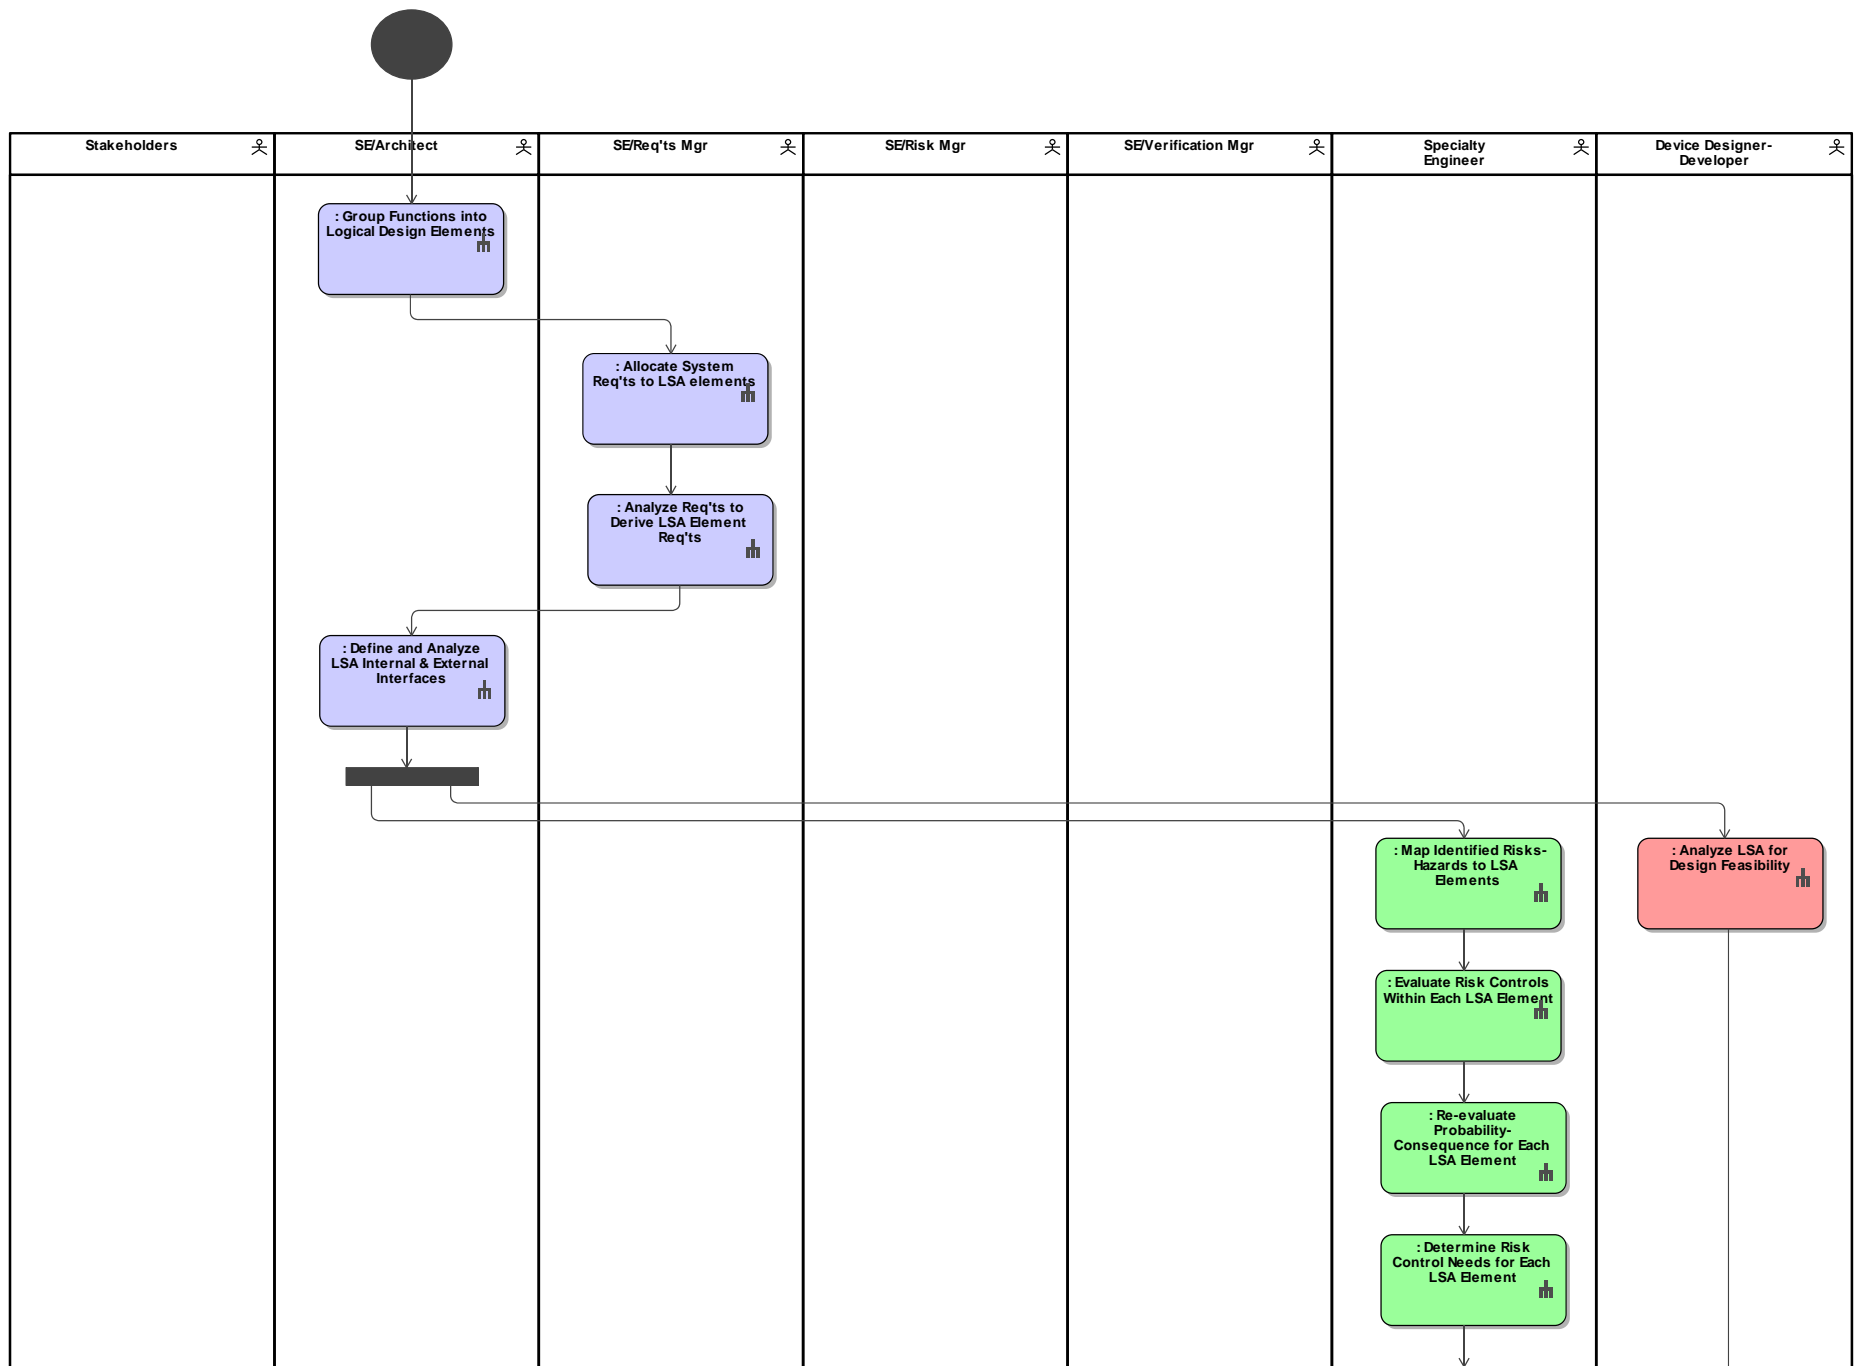 Stakeholders
SE/Architect
SE/Req'ts Mgr
SE/Risk Mgr
SE/Verification Mgr
Specialty
Engineer
Device Designer-
Developer
: Group Functions into
Logical Design Elements
: Allocate System
Req'ts to LSA elements
: Analyze Req'ts to
Derive LSA Element
Req'ts
: Define and Analyze
LSA Internal & External
Interfaces
: Map Identified Risks-
Hazards to LSA
Elements
: Analyze LSA for
Design Feasibility
: Evaluate Risk Controls
Within Each LSA Element
: Re-evaluate
Probability-
Consequence for Each
LSA Element
: Determine Risk
Control Needs for Each
LSA Element